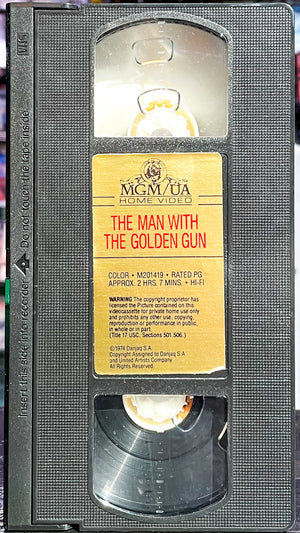 MGM/UA
HOME VIDEO
THE MAN WITH
THE GOLDEN GUN
COLOR • M201419 • RATED PG
APPROX. 2 HRS. 7 MINS. • HI-FI
WARNING The copyright proprietor has
licensed the Picture contained on this
videocassette for private home use only
and prohibits any other use, copying,
reproduction or performance in public,
in whole or in part.
(Title 17 USC. Sections 501,506.)
©1974 Danjaq S.A.
Copyright Assigned to Danjaq S.A.
and United Artists Company
All Rights Reserved.
Insert this side into recorder Do not touch the tape inside